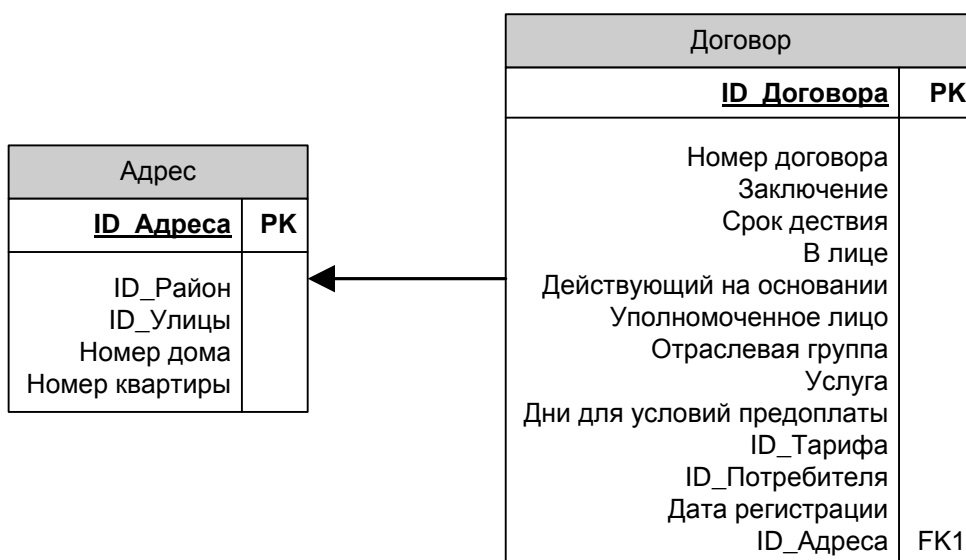 Договор
ID_Договора PK
Номер договора
Заключение
Срок дествия
В лице
Действующий на основании
Уполномоченное лицо
Отраслевая группа
Услуга
Дни для условий предоплаты
ID_Тарифа
ID_Потребителя
Дата регистрации
ID_Адреса FK1
Адрес
ID_Адреса PK
ID_Район
ID_Улицы
Номер дома
Номер квартиры